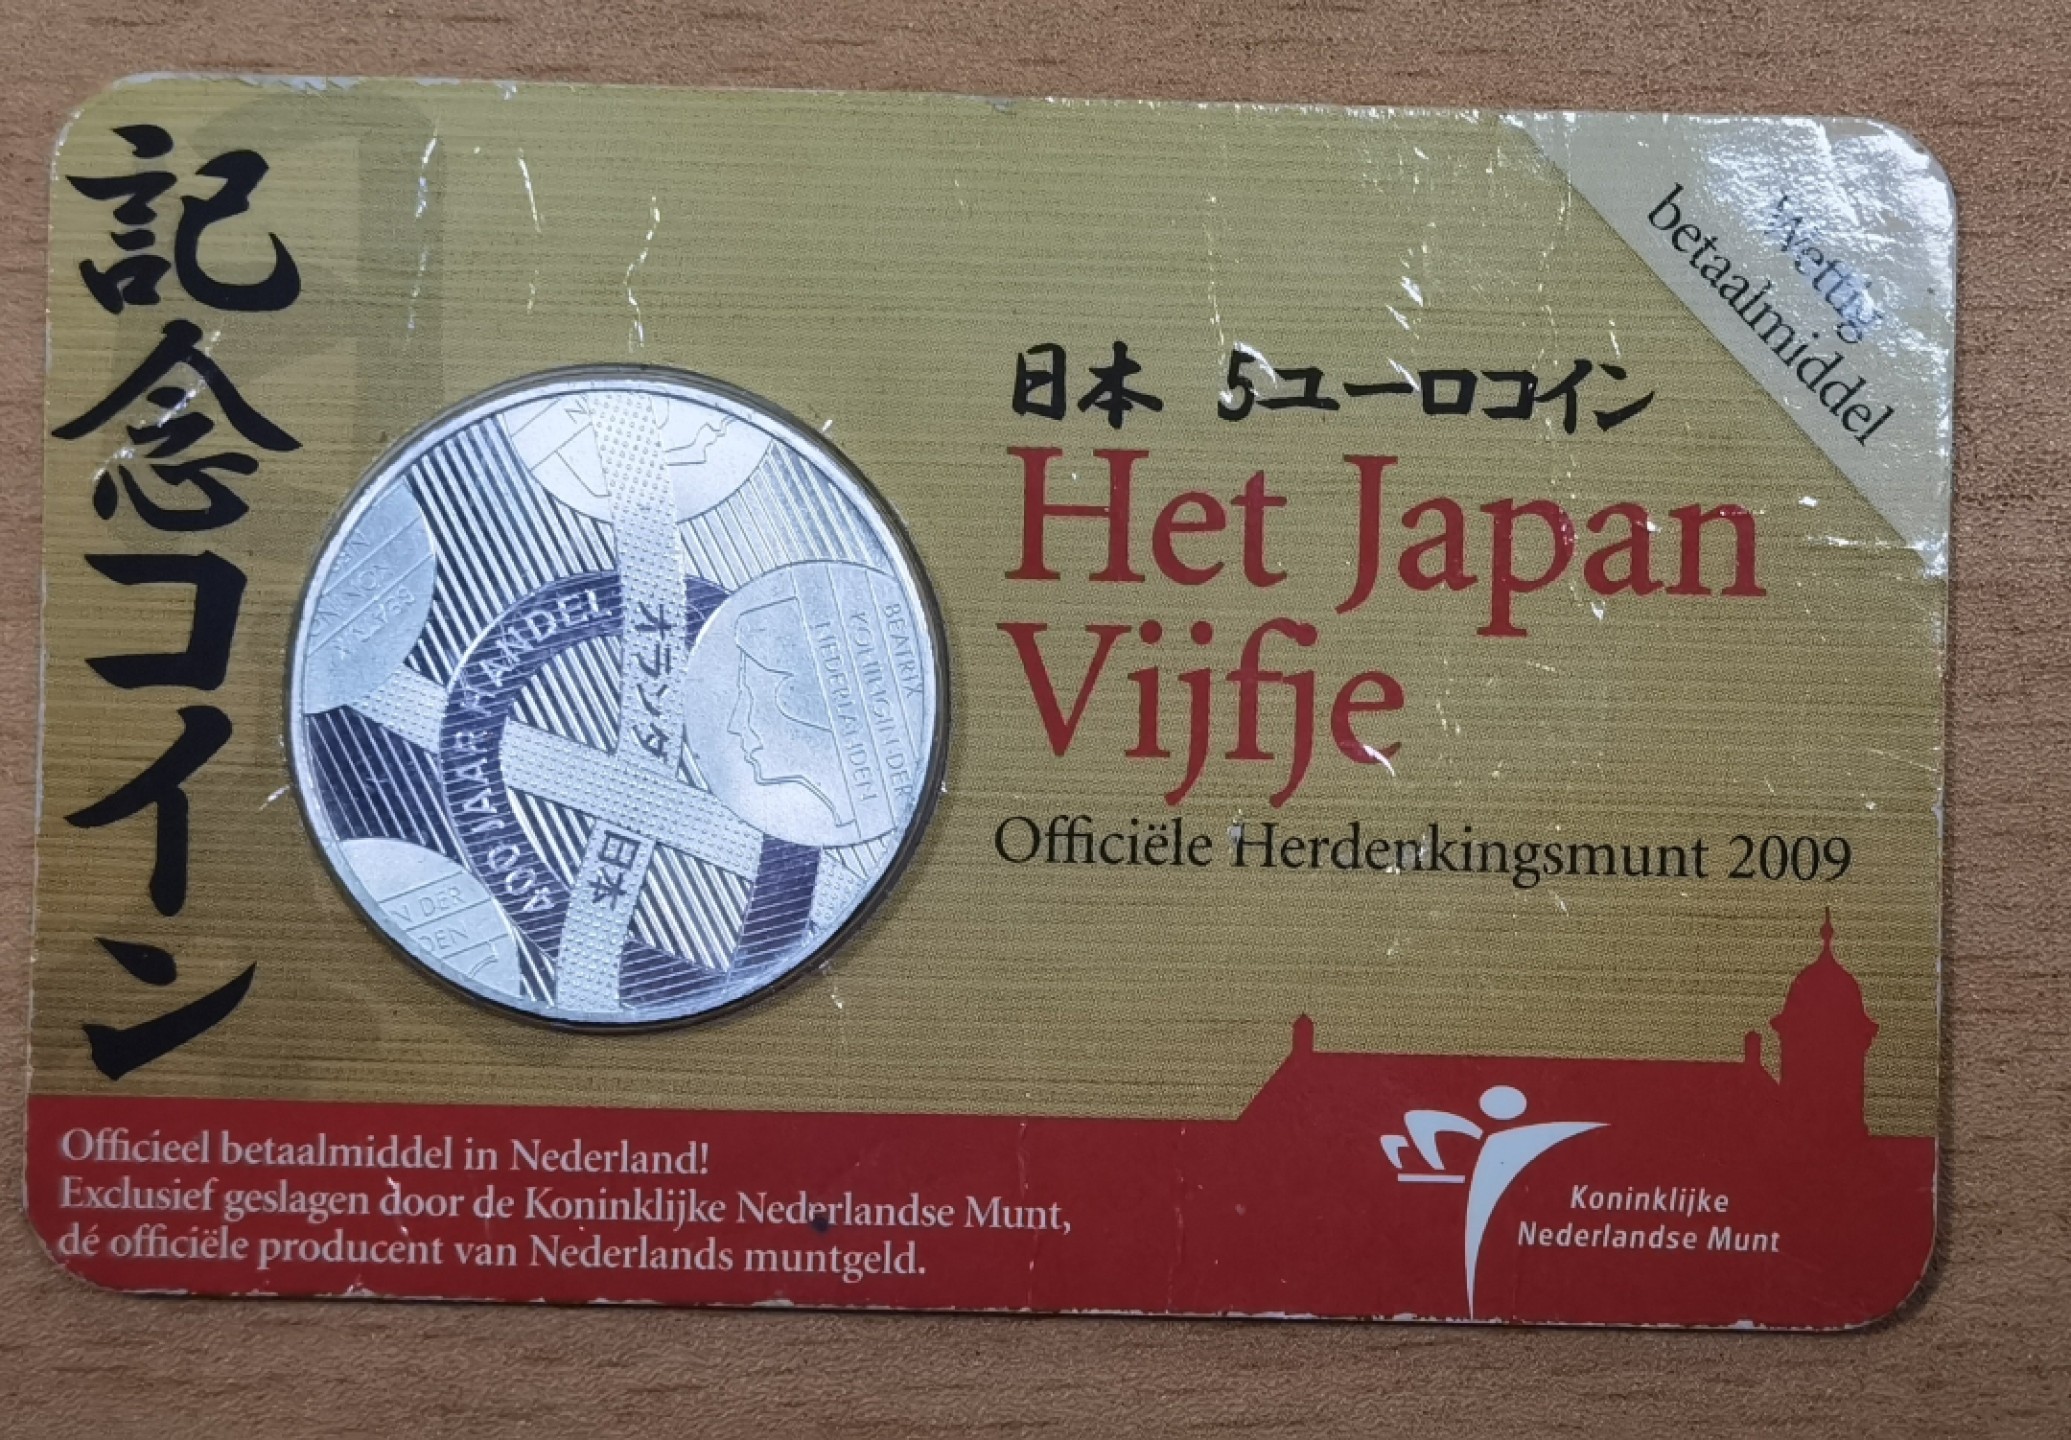 記念コイン
Wettig
betaalmiddel
日本 5ユーロコイン
Het Japan
Vijfje
Officiële Herdenkingsmunt 2009
400 JAAR HANDEL
オランダ
日本
BEATRIX
KONINGIN DER
NEDERLANDEN
N DER
DEN
Officieel betaalmiddel in Nederland!
Exclusief geslagen door de Koninklijke Nederlandse Munt,
dé officiële producent van Nederlands muntgeld.
Koninklijke
Nederlandse Munt